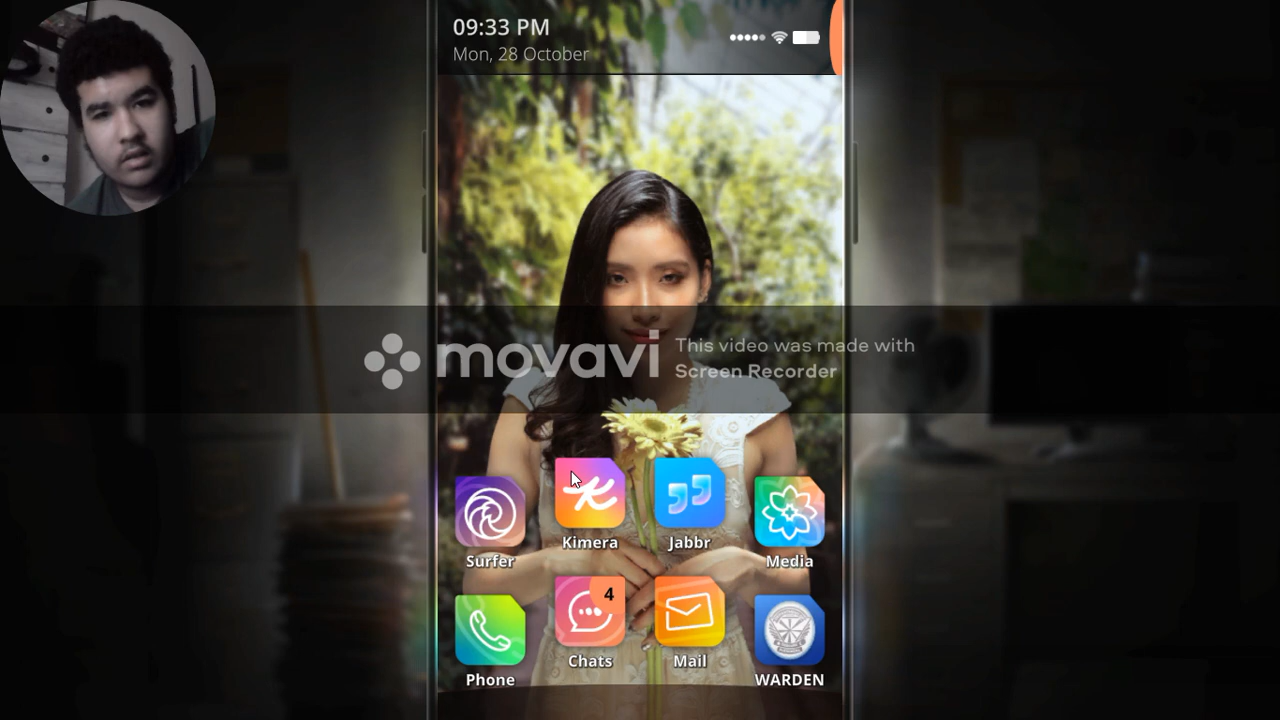 09:33 PM
Mon, 28 October
movavi
This video was made with
Screen Recorder
Kimera
Jabbr
Surfer
Media
4
Chats
Mail
Phone
WARDEN